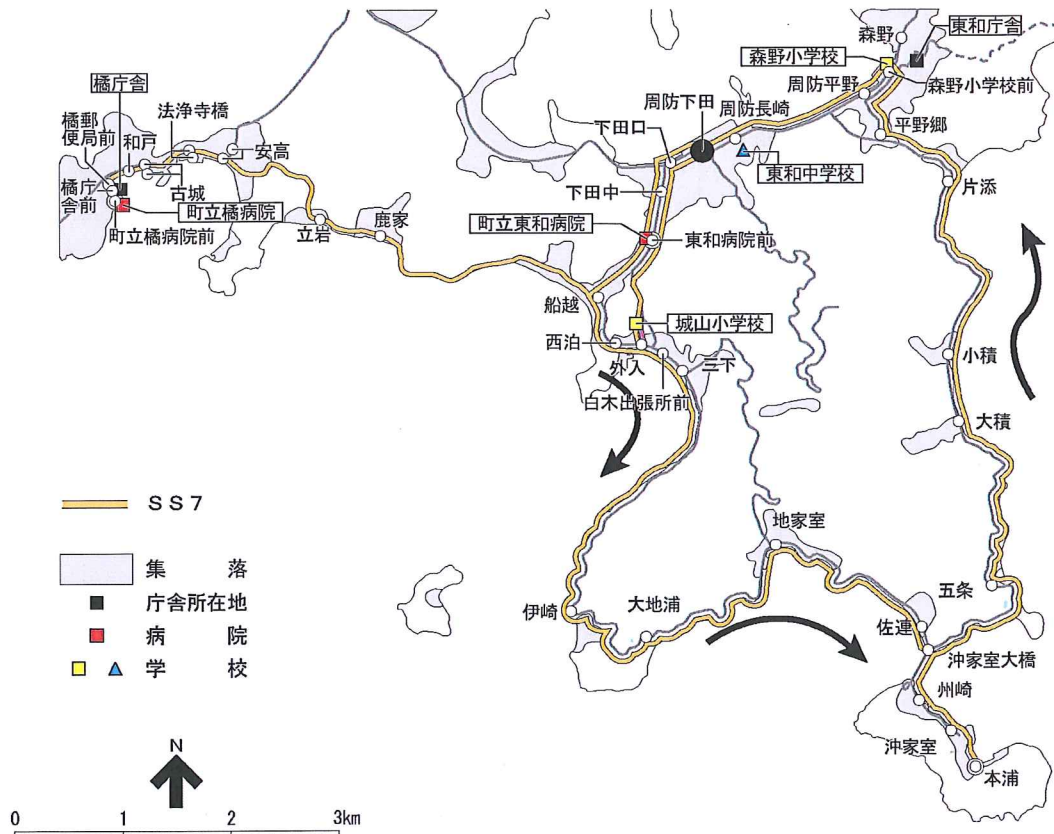 森野
東和庁舎
森野小学校
森野小学校前
周防平野
平野郷
片添
周防長崎
周防下田
下田口
東和中学校
下田中
町立東和病院
東和病院前
橘庁舎
法浄寺橋
橘郵
便局前
和戸
安高
古城
橘庁
舎前
町立橘病院
町立橘病院前
立岩
鹿家
船越
城山小学校
西泊
外入
三下
白木出張所前
小積
大積
SS7
集落
庁舎所在地
病院
学校
地家室
五条
伊崎
大地浦
佐連
沖家室大橋
州崎
沖家室
本浦
N
0 1 2 3km